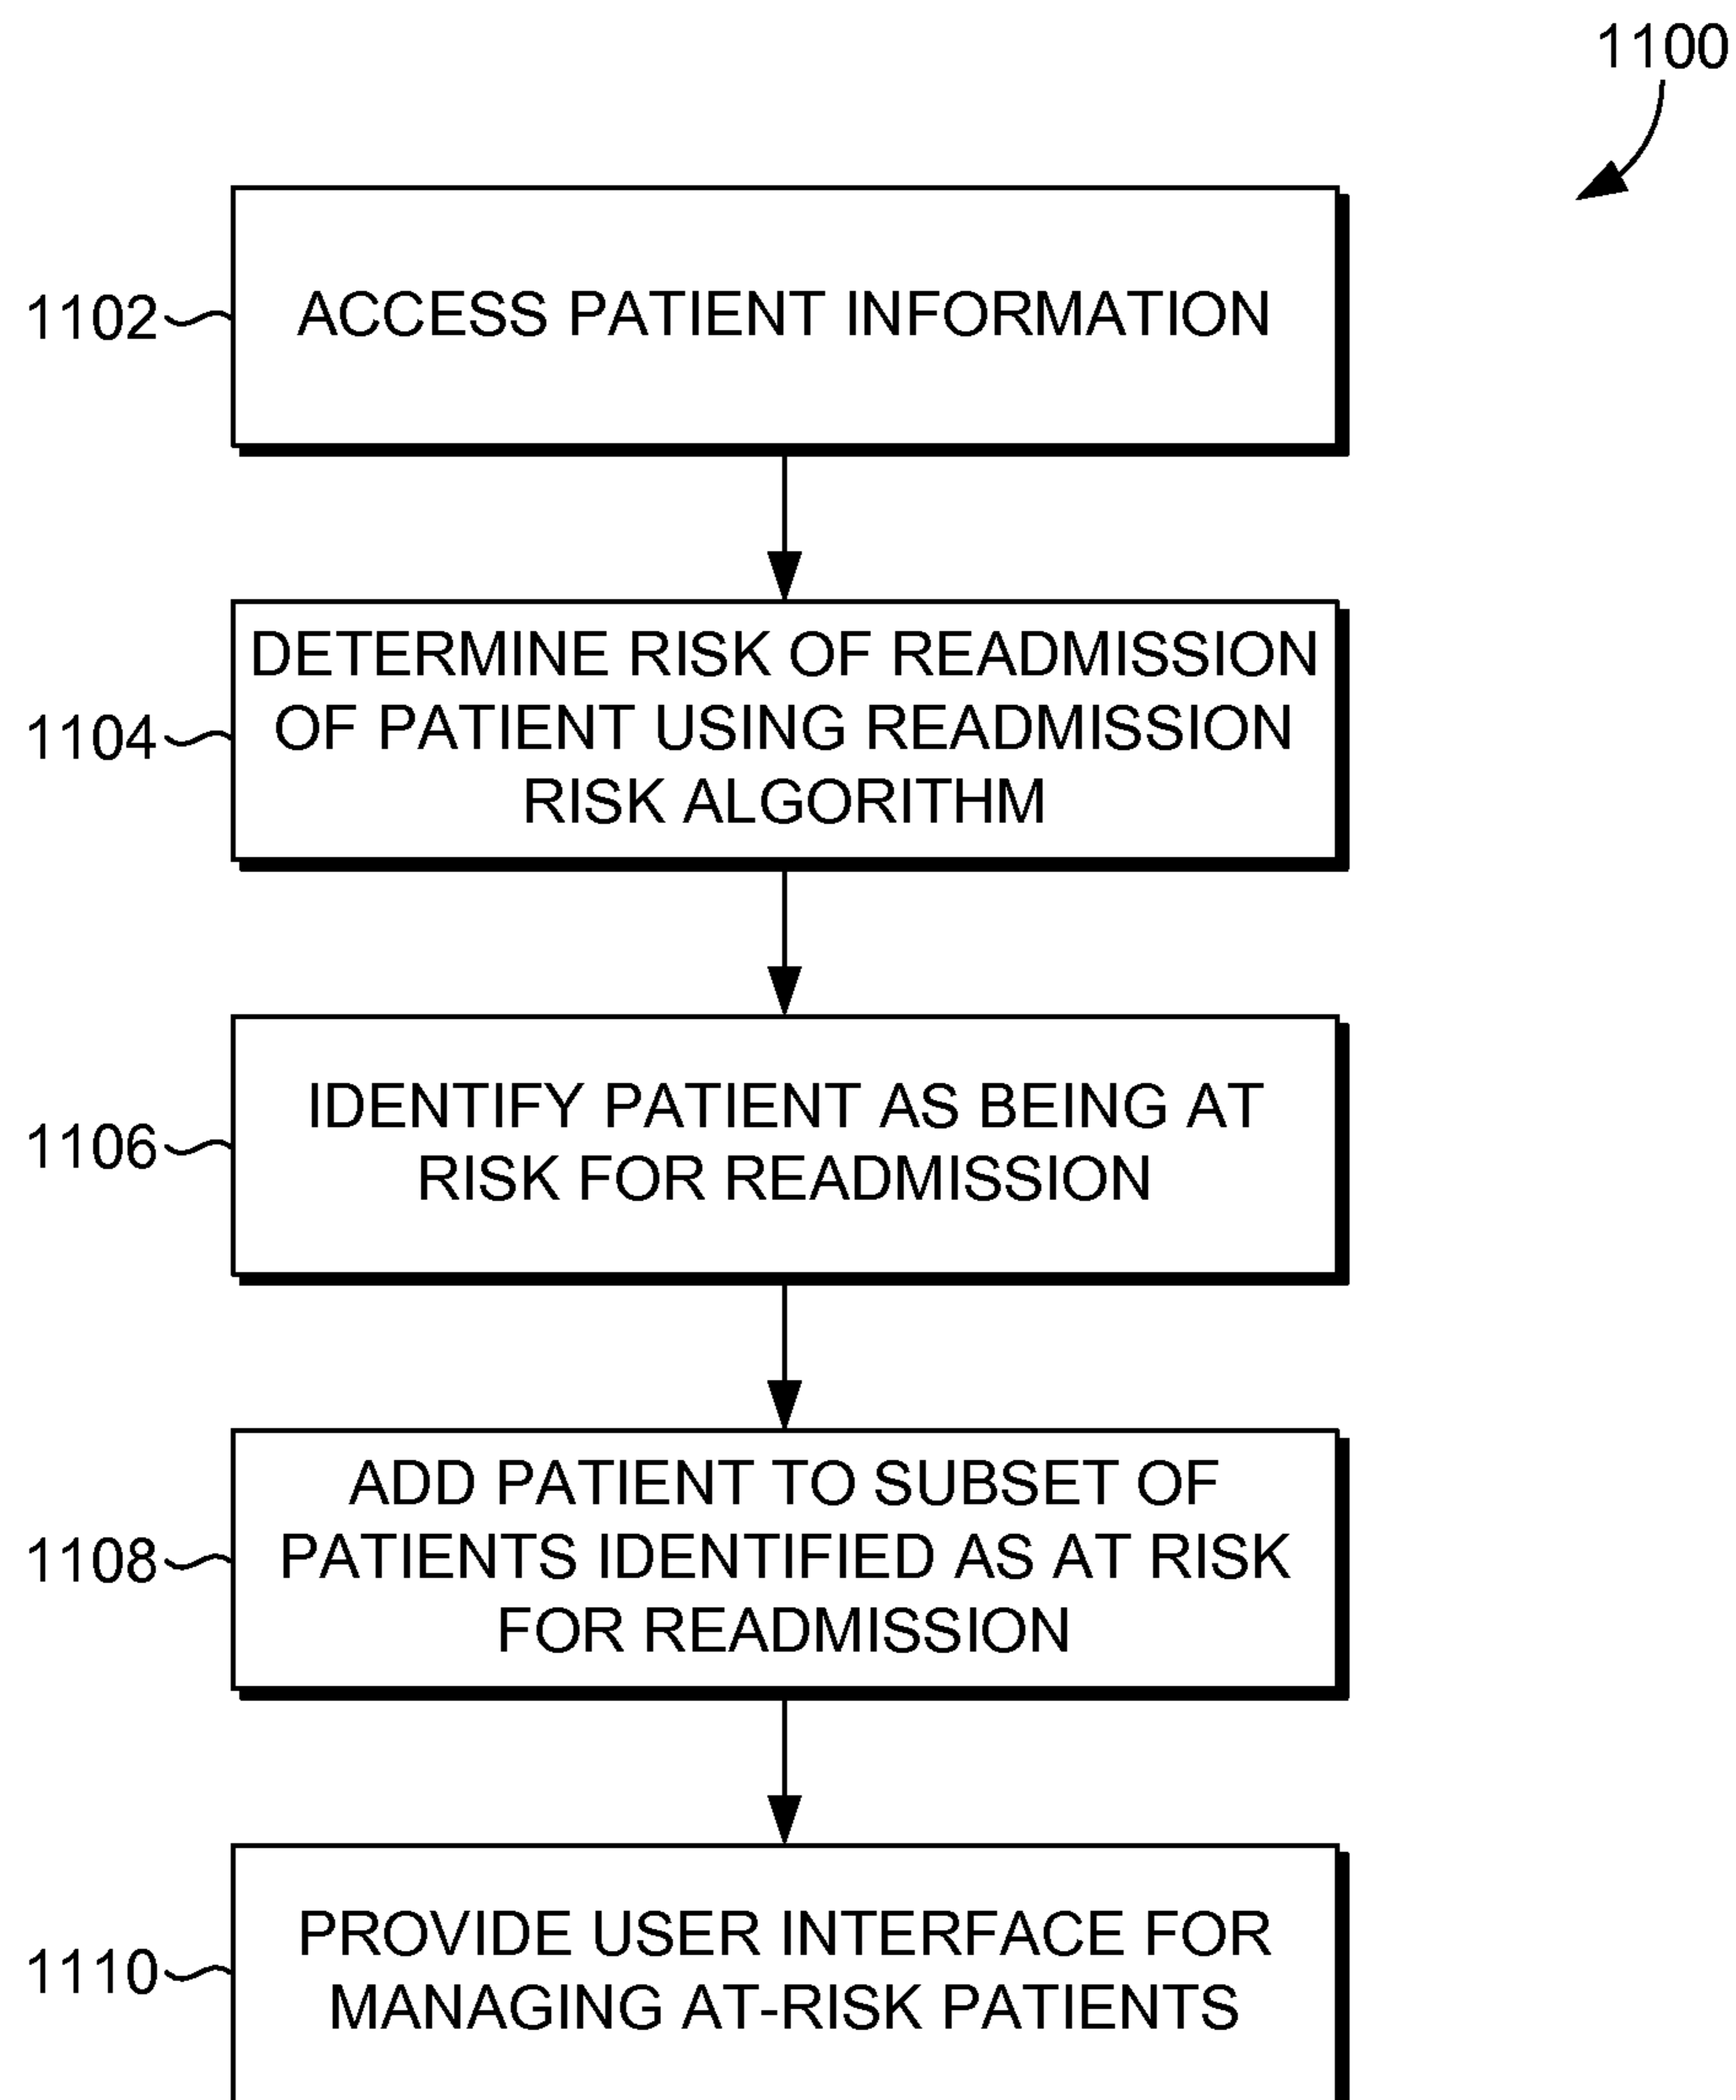 1100
1102
ACCESS PATIENT INFORMATION
1104
DETERMINE RISK OF READMISSION
OF PATIENT USING READMISSION
RISK ALGORITHM
1106
IDENTIFY PATIENT AS BEING AT
RISK FOR READMISSION
1108
ADD PATIENT TO SUBSET OF
PATIENTS IDENTIFIED AS AT RISK
FOR READMISSION
1110
PROVIDE USER INTERFACE FOR
MANAGING AT-RISK PATIENTS